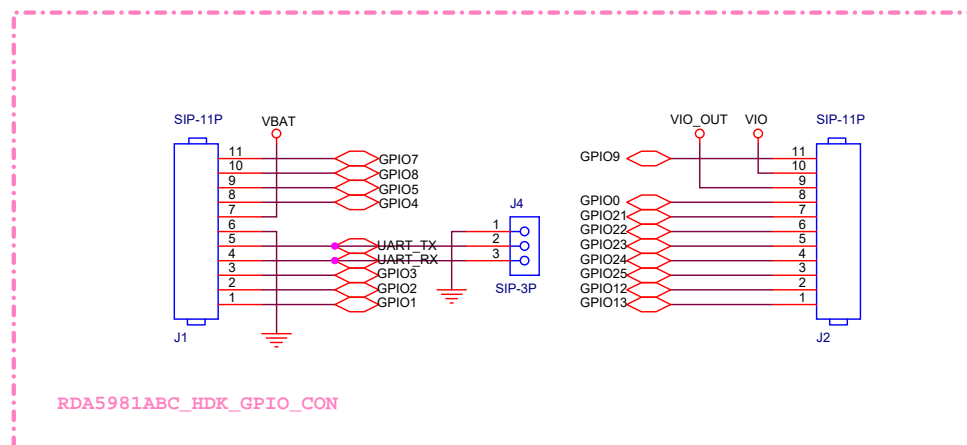 SIP-11P
VBAT
11
GPIO7
10
GPIO8
9
GPIO5
8
GPIO4
7
6
5
UART_TX
4
UART_RX
3
GPIO3
2
GPIO2
1
GPIO1
J1
J4
1
2
3
SIP-3P
VIO_OUT
VIO
SIP-11P
GPIO9
11
10
9
GPIO0
8
GPIO21
7
GPIO22
6
GPIO23
5
GPIO24
4
GPIO25
3
GPIO12
2
GPIO13
1
J2
RDA5981ABC_HDK_GPIO_CON